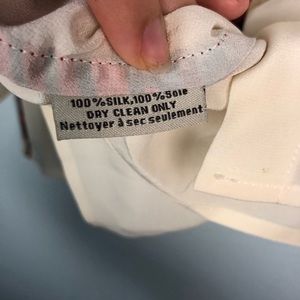 100%SILK,100%Soie
DRY CLEAN ONLY
Nettoyer à sec seulement